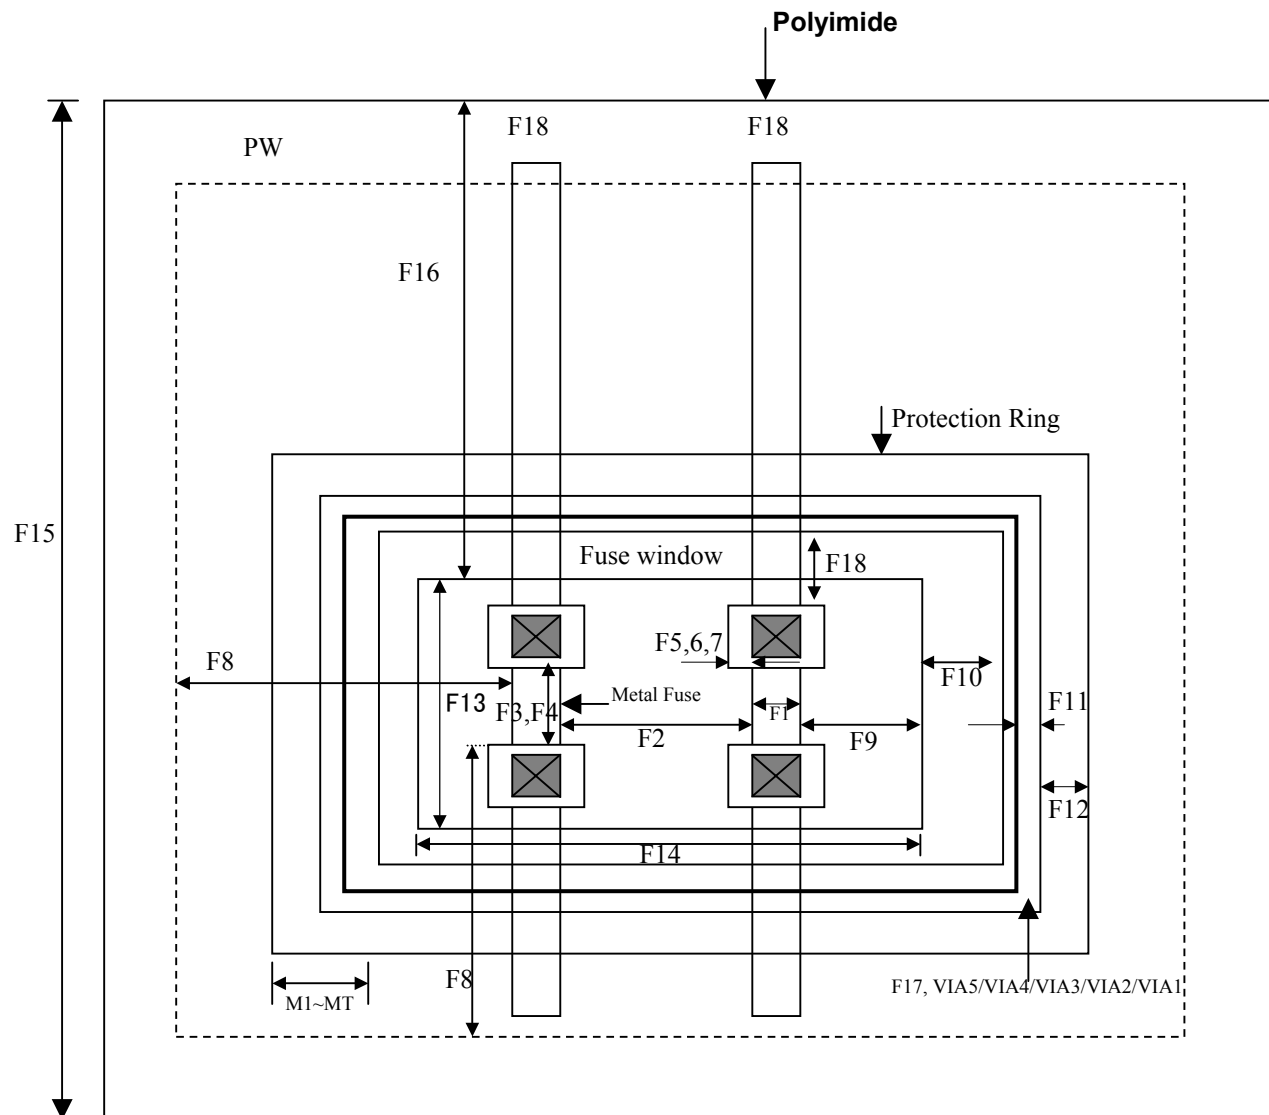 Polyimide
F18
F18
PW
F16
Protection Ring
F15
Fuse window
F18
F5,6,7
F8
F10
F13
F3,F4
Metal Fuse
F1
F11
F2
F9
F12
F14
F8
M1~MT
F17, VIA5/VIA4/VIA3/VIA2/VIA1